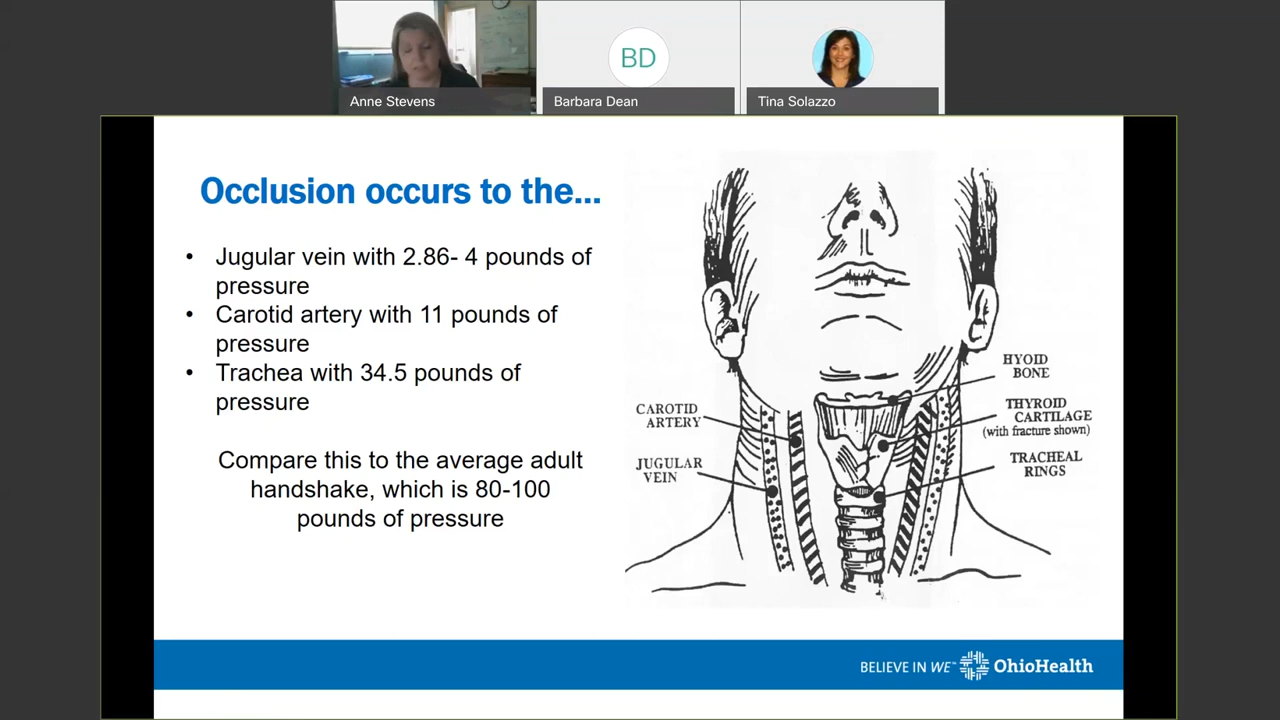 BD
Anne Stevens
Barbara Dean
Tina Solazzo
Occlusion occurs to the...
• Jugular vein with 2.86- 4 pounds of
pressure
• Carotid artery with 11 pounds of
pressure
• Trachea with 34.5 pounds of
pressure
Compare this to the average adult
handshake, which is 80-100
pounds of pressure
CAROTID
ARTERY
JUGULAR
VEIN
HYOID
BONE
THYROID
CARTILAGE
(with fracture shown)
TRACHEAL
RINGS
BELIEVE IN WE™ OhioHealth